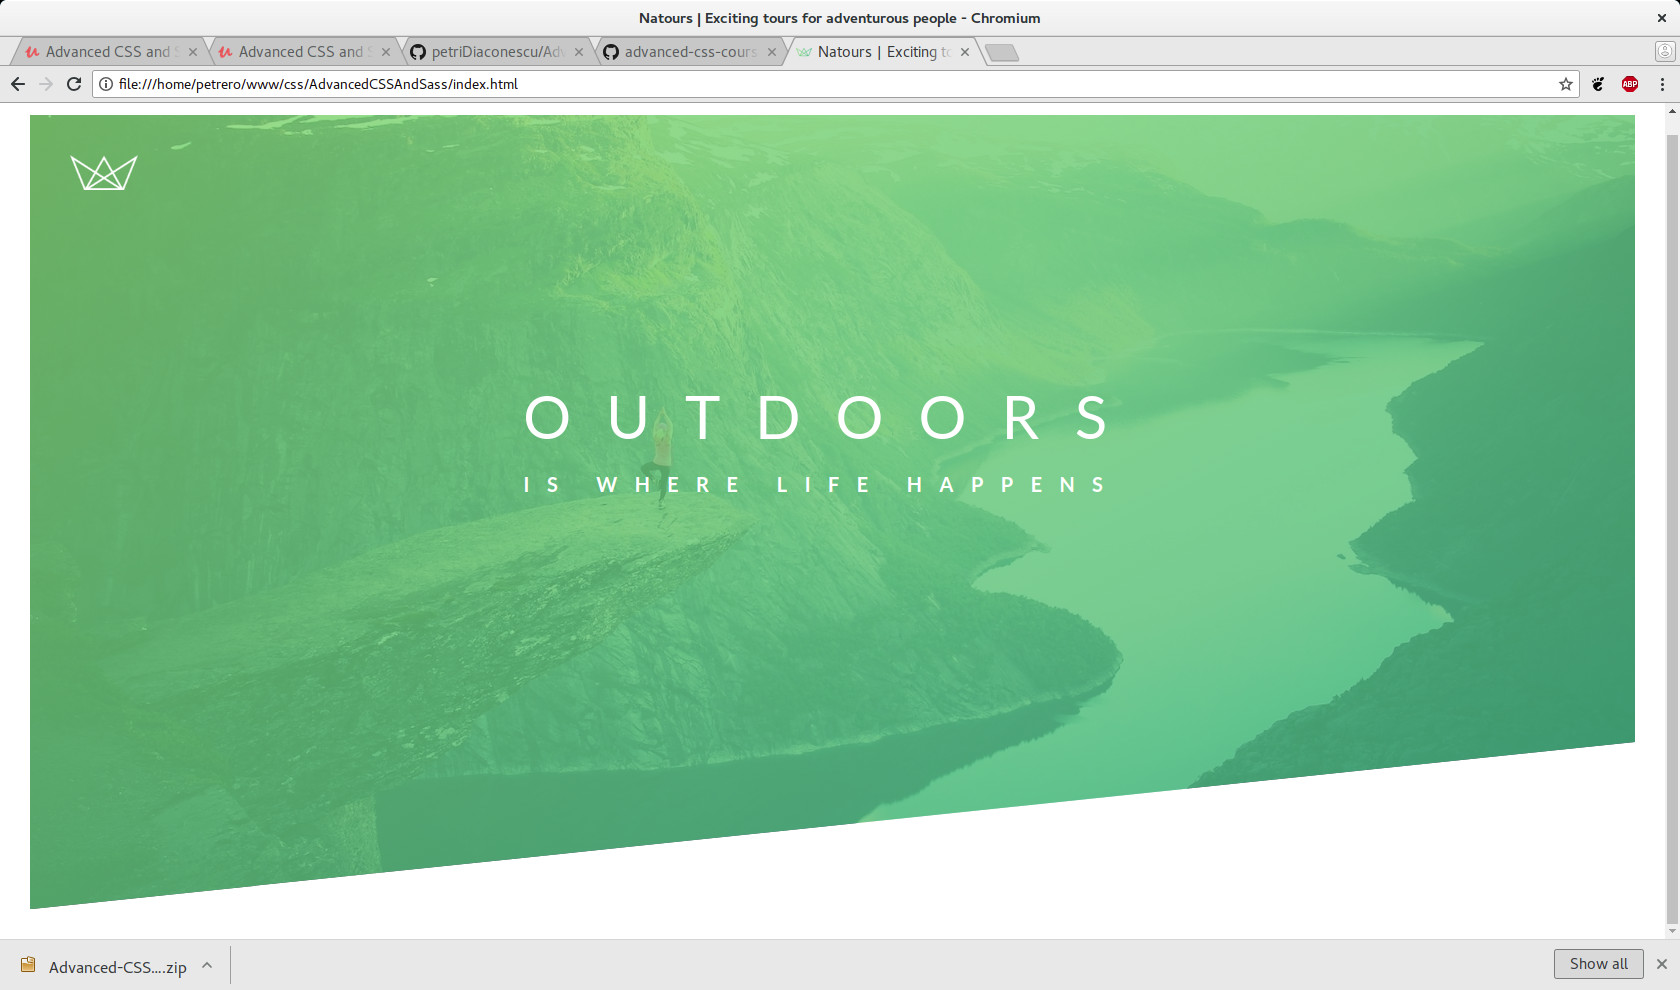 Natours | Exciting tours for adventurous people - Chromium
Advanced CSS and
Advanced CSS and
petriDiaconescu/Adv
advanced-css-cours
Natours | Exciting to
file:///home/petrero/www/css/AdvancedCSSAndSass/index.html
ABP
OUTDOORS
IS WHERE LIFE HAPPENS
Advanced-CSS....zip
Show all